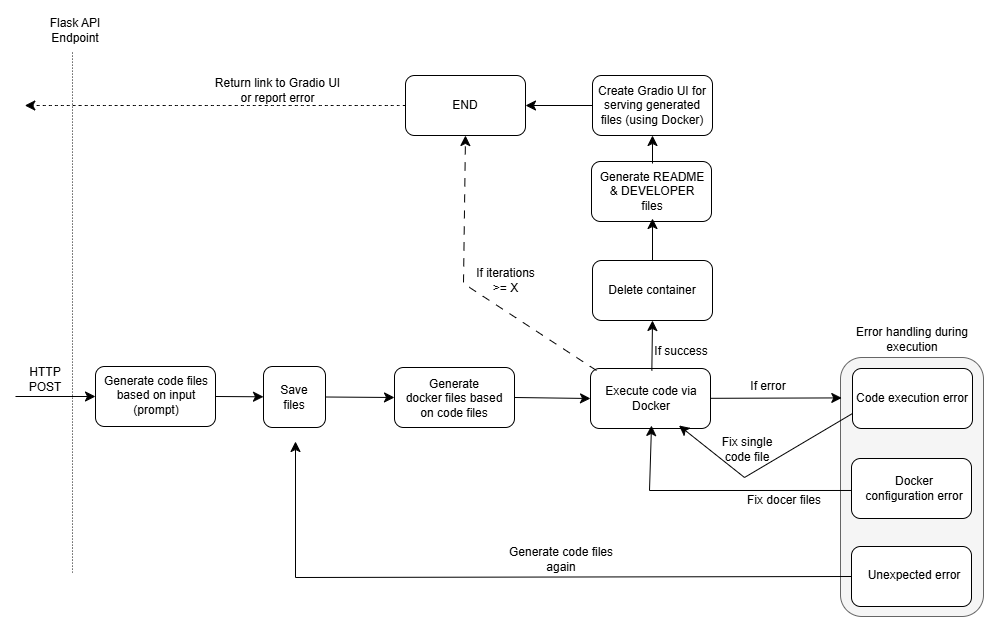 Flask API
Endpoint
Return link to Gradio UI
or report error
END
Create Gradio UI for
serving generated
files (using Docker)
Generate README
& DEVELOPER
files
If iterations
>= X
Delete container
Error handling during
execution
If success
HTTP
POST
Generate code files
based on input
(prompt)
Save
files
Generate
docker files based
on code files
Execute code via
Docker
If error
Code execution error
Fix single
code file
Docker
configuration error
Fix docer files
Generate code files
again
Unexpected error